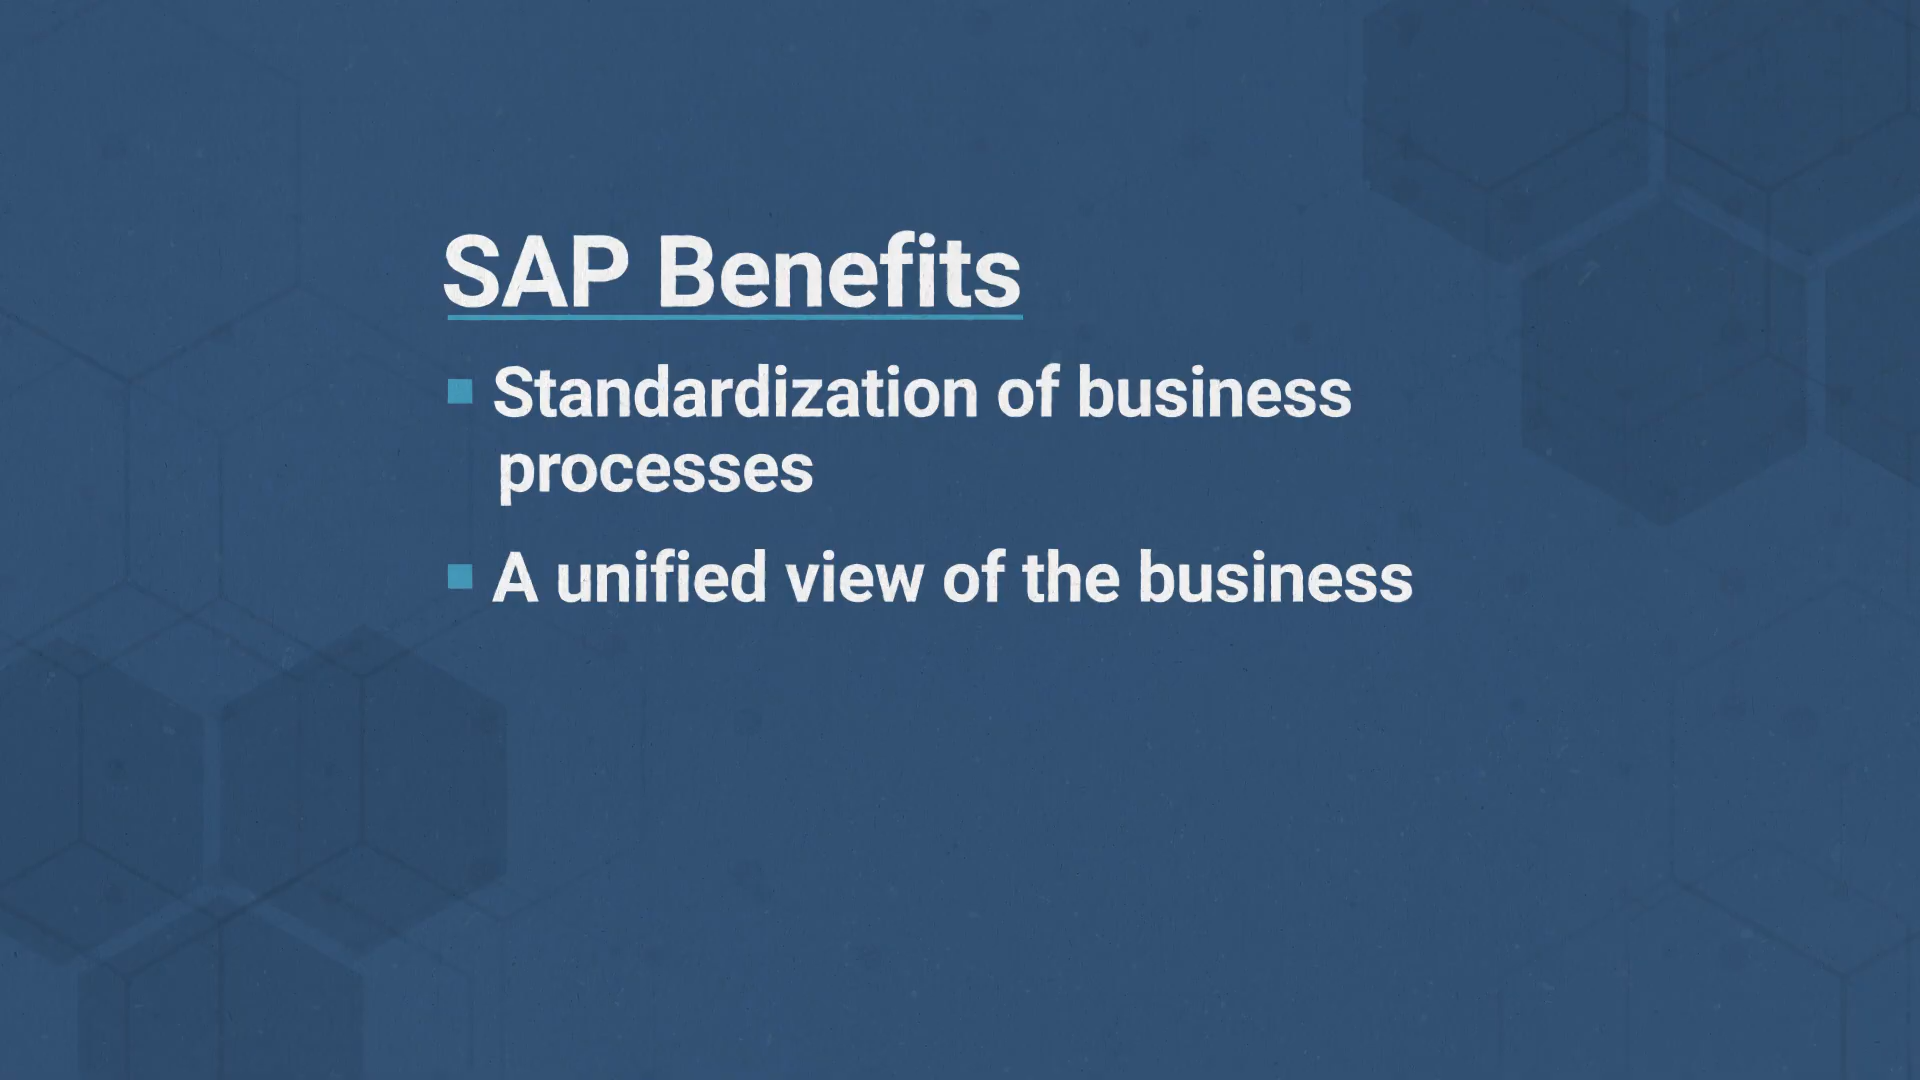 SAP Benefits
Standardization of business
processes
A unified view of the business